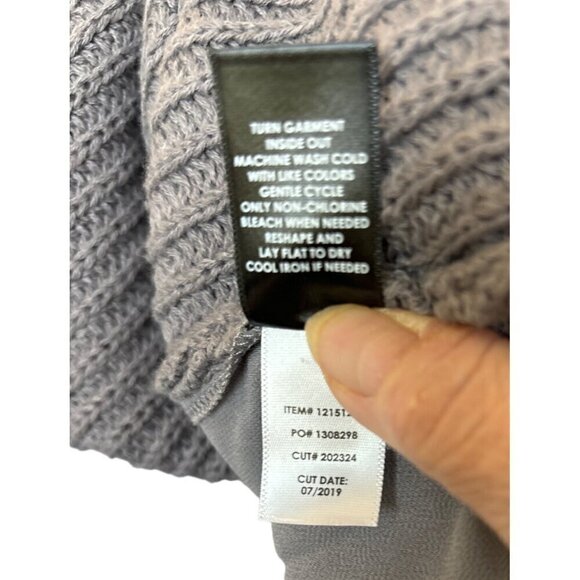 TURN GARMENT
INSIDE OUT
MACHINE WASH COLD
WITH LIKE COLORS
GENTLE CYCLE
ONLY NON-CHLORINE
BLEACH WHEN NEEDED
RESHAPE AND
LAY FLAT TO DRY
COOL IRON IF NEEDED
ITEM#
PO# 1308298
CUT# 202324
CUT DATE:
07/2019